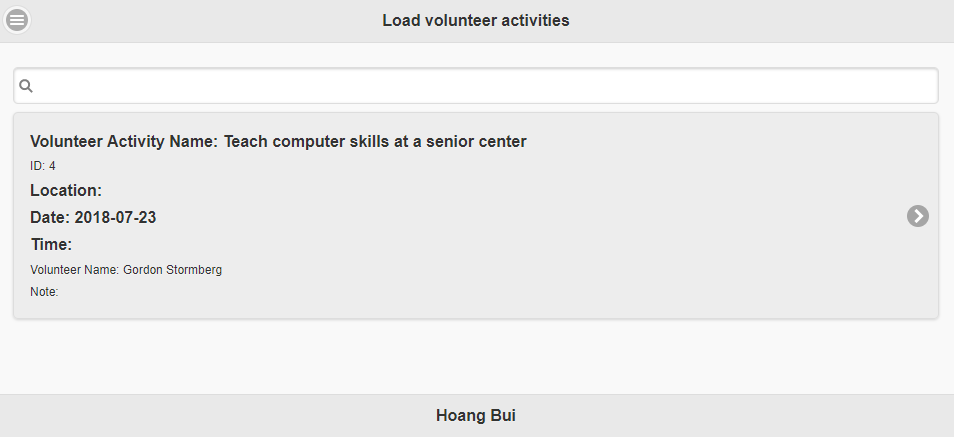 Load volunteer activities
Volunteer Activity Name: Teach computer skills at a senior center
ID: 4
Location:
Date: 2018-07-23
Time:
Volunteer Name: Gordon Stormberg
Note:
Hoang Bui